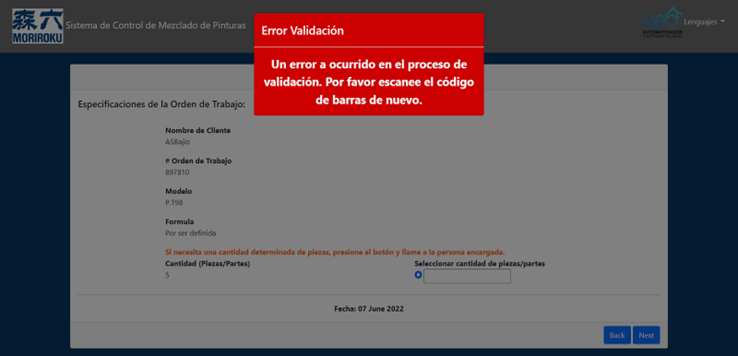 森六
MORIROKU
Sistema de Control de Mezclado de Pinturas
Lenguajes
Error Validación
Un error a ocurrido en el proceso de
validación. Por favor escanee el código
de barras de nuevo.
Especificaciones de la Orden de Trabajo:
Nombre de Cliente
ASBajio
# Orden de Trabajo
897810
Modelo
P.T98
Formula
Por ser definida
Si necesita una cantidad determinada de piezas, presione el botón y llame a la persona encargada.
Cantidad (Piezas/Partes)
Seleccionar cantidad de piezas/partes
5
Fecha: 07 June 2022
Back
Next